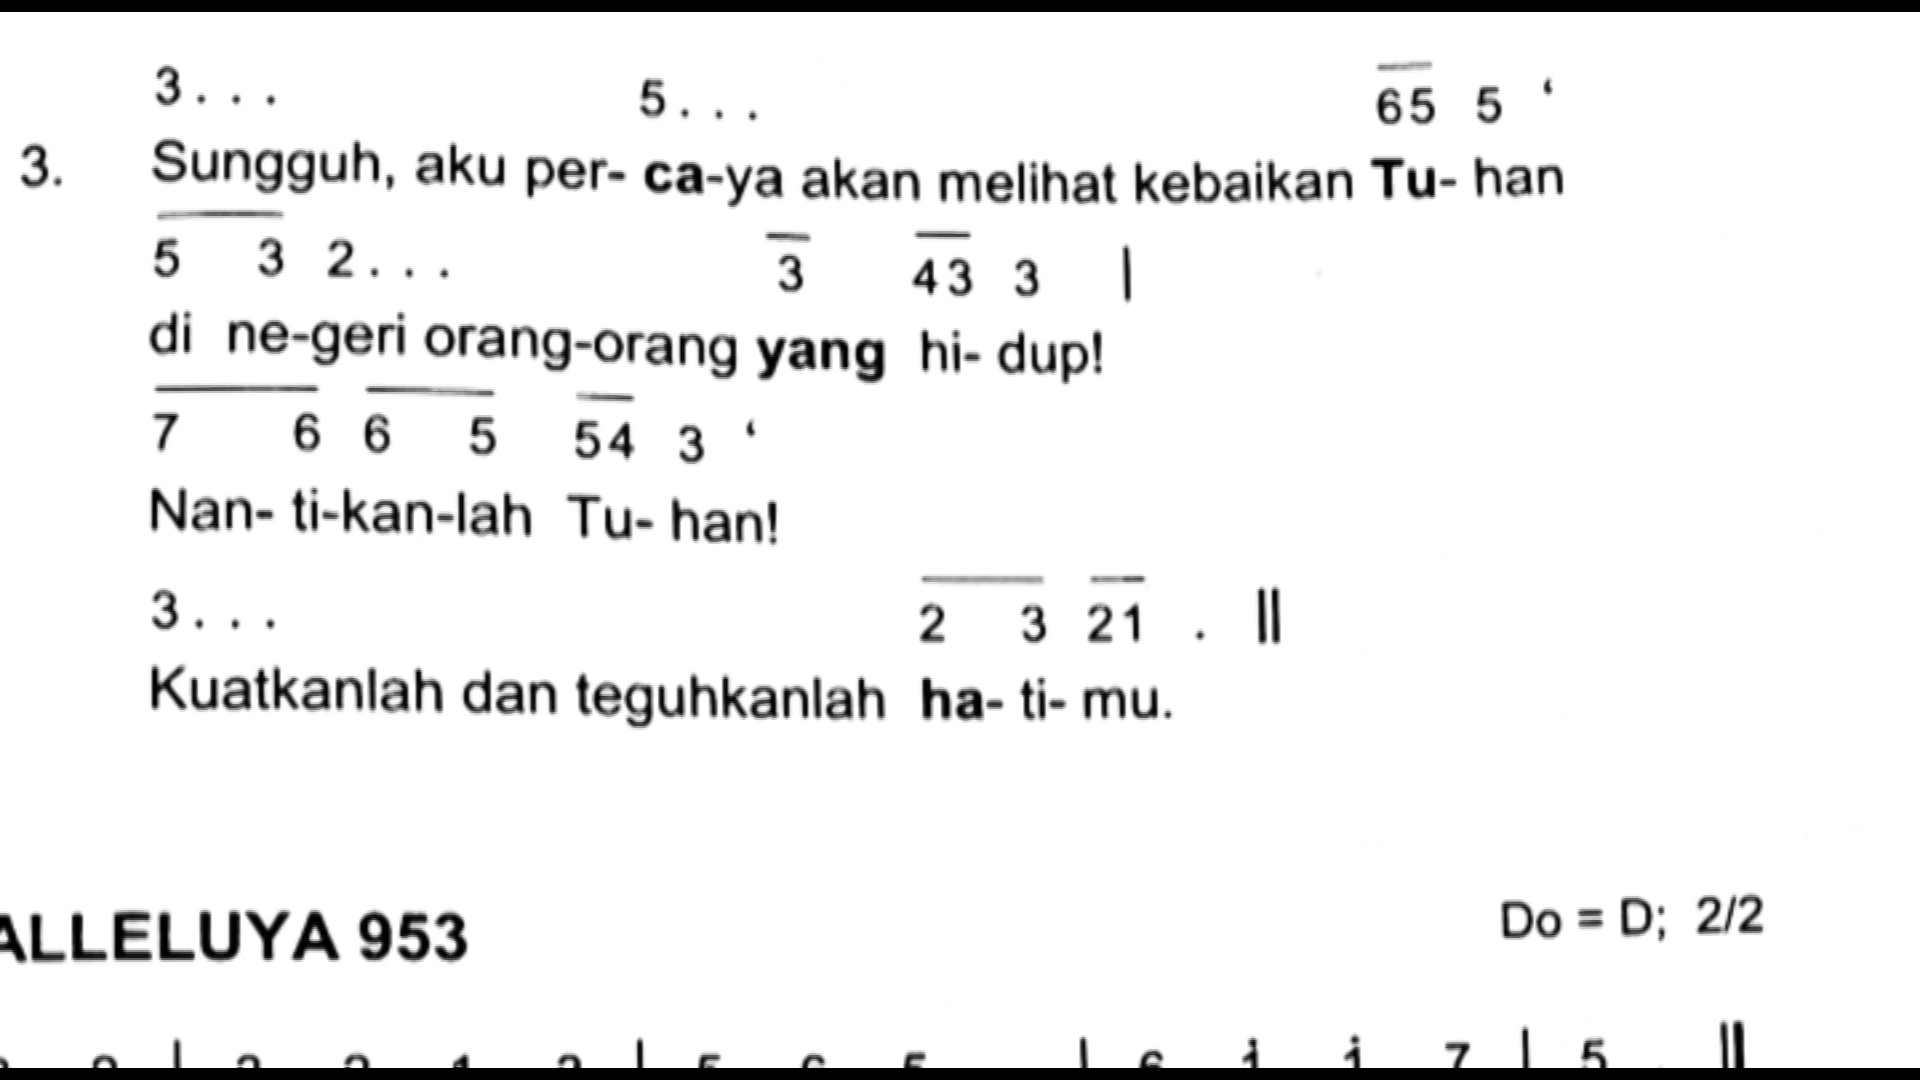 3 . . . 5 . . . 65 5 ‘
3. Sungguh, aku per- ca-ya akan melihat kebaikan Tu- han
5 3 2 . . . 3 43 3 |
di ne-geri orang-orang yang hi- dup!
7 6 6 5 54 3 ‘
Nan- ti-kan-lah Tu- han!
3 . . . 2 3 21 . ||
Kuatkanlah dan teguhkanlah ha- ti- mu.
ALLELUYA 953 Do = D; 2/2